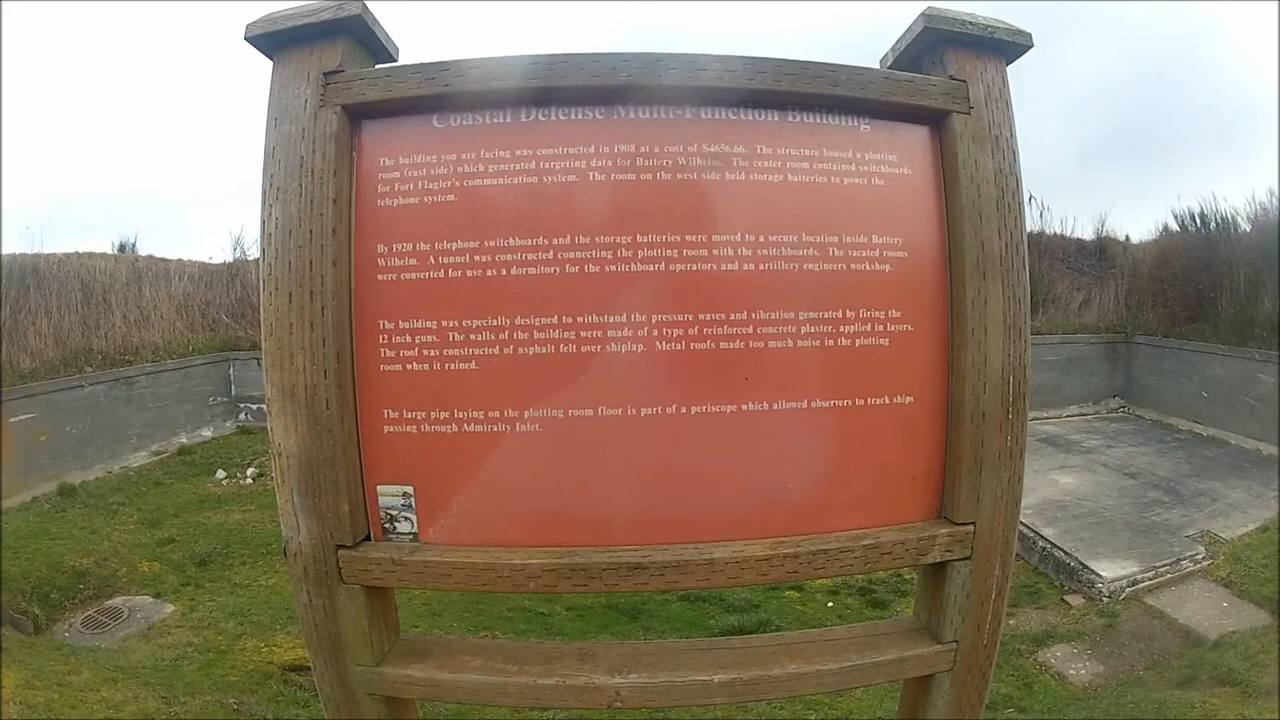 Coastal Defense Multi-Function Building
The building you are facing was constructed in 1908 at a cost of $4656.66. The structure housed a plotting
room (east side) which generated targeting data for Battery Wilhelm. The center room contained switchboards
for Fort Flagler's communication system. The room on the west side held storage batteries to power the
telephone system.
By 1920 the telephone switchboards and the storage batteries were moved to a secure location inside Battery
Wilhelm. A tunnel was constructed connecting the plotting room with the switchboards. The vacated rooms
were converted for use as a dormitory for the switchboard operators and an artillery engineers workshop.
The building was especially designed to withstand the pressure waves and vibration generated by firing the
12 inch guns. The walls of the building were made of a type of reinforced concrete plaster, applied in layers.
The roof was constructed of asphalt felt over shiplap. Metal roofs made too much noise in the plotting
room when it rained.
The large pipe laying on the plotting room floor is part of a periscope which allowed observers to track ships
passing through Admiralty Inlet.